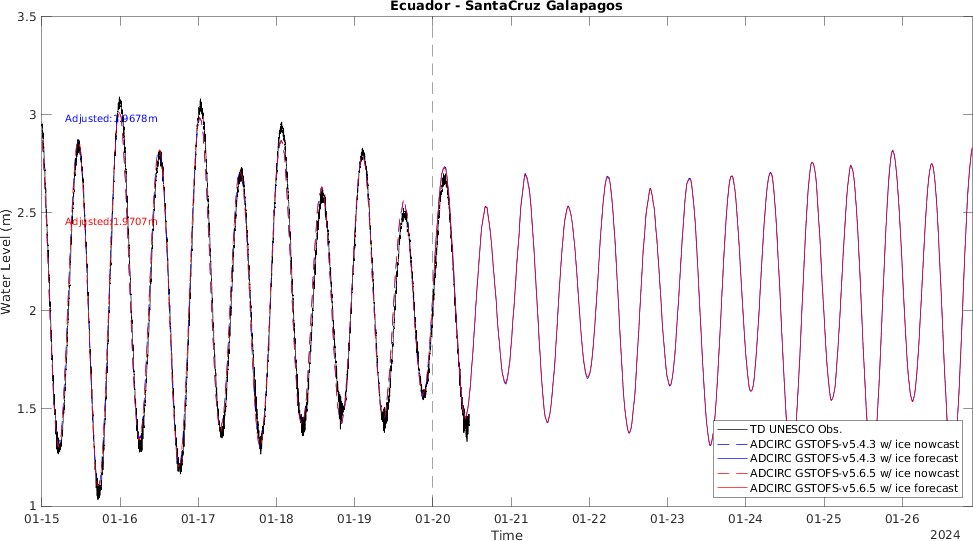 Ecuador - SantaCruz Galapagos
Water Level (m)
3.5
3
2.5
2
1.5
1
Adjusted:1.9678m
Adjusted:1.9707m
TD UNESCO Obs.
ADCIRC GSTOFS-v5.4.3 w/ ice nowcast
ADCIRC GSTOFS-v5.4.3 w/ ice forecast
ADCIRC GSTOFS-v5.6.5 w/ ice nowcast
ADCIRC GSTOFS-v5.6.5 w/ ice forecast
01-15 01-16 01-17 01-18 01-19 01-20 01-21 01-22 01-23 01-24 01-25 01-26
Time
2024